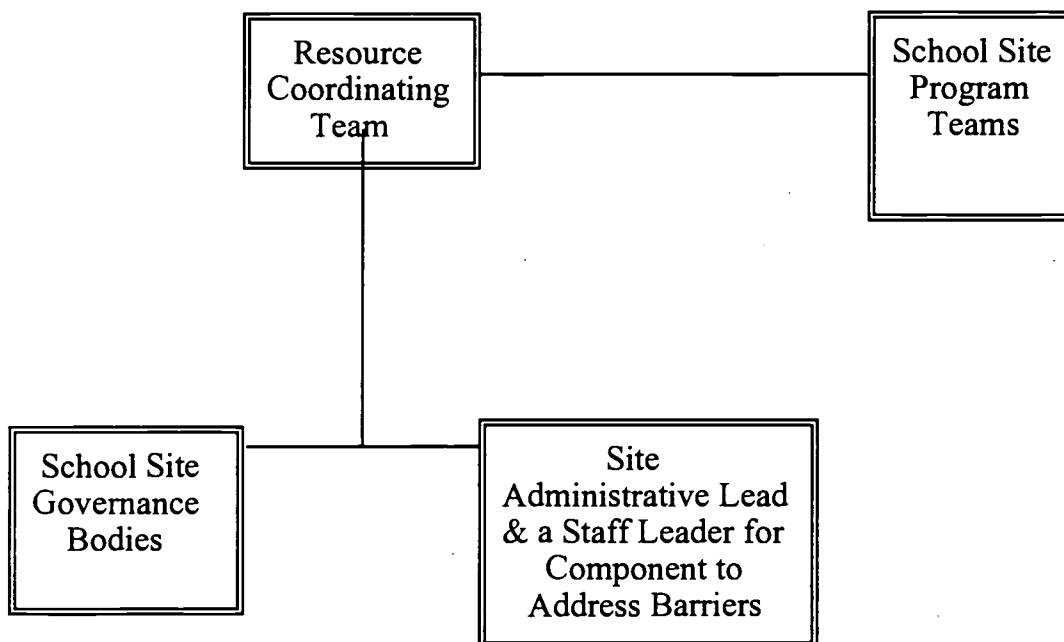 Resource
Coordinating
Team
School Site
Program
Teams
School Site
Governance
Bodies
Site
Administrative Lead
& a Staff Leader for
Component to
Address Barriers